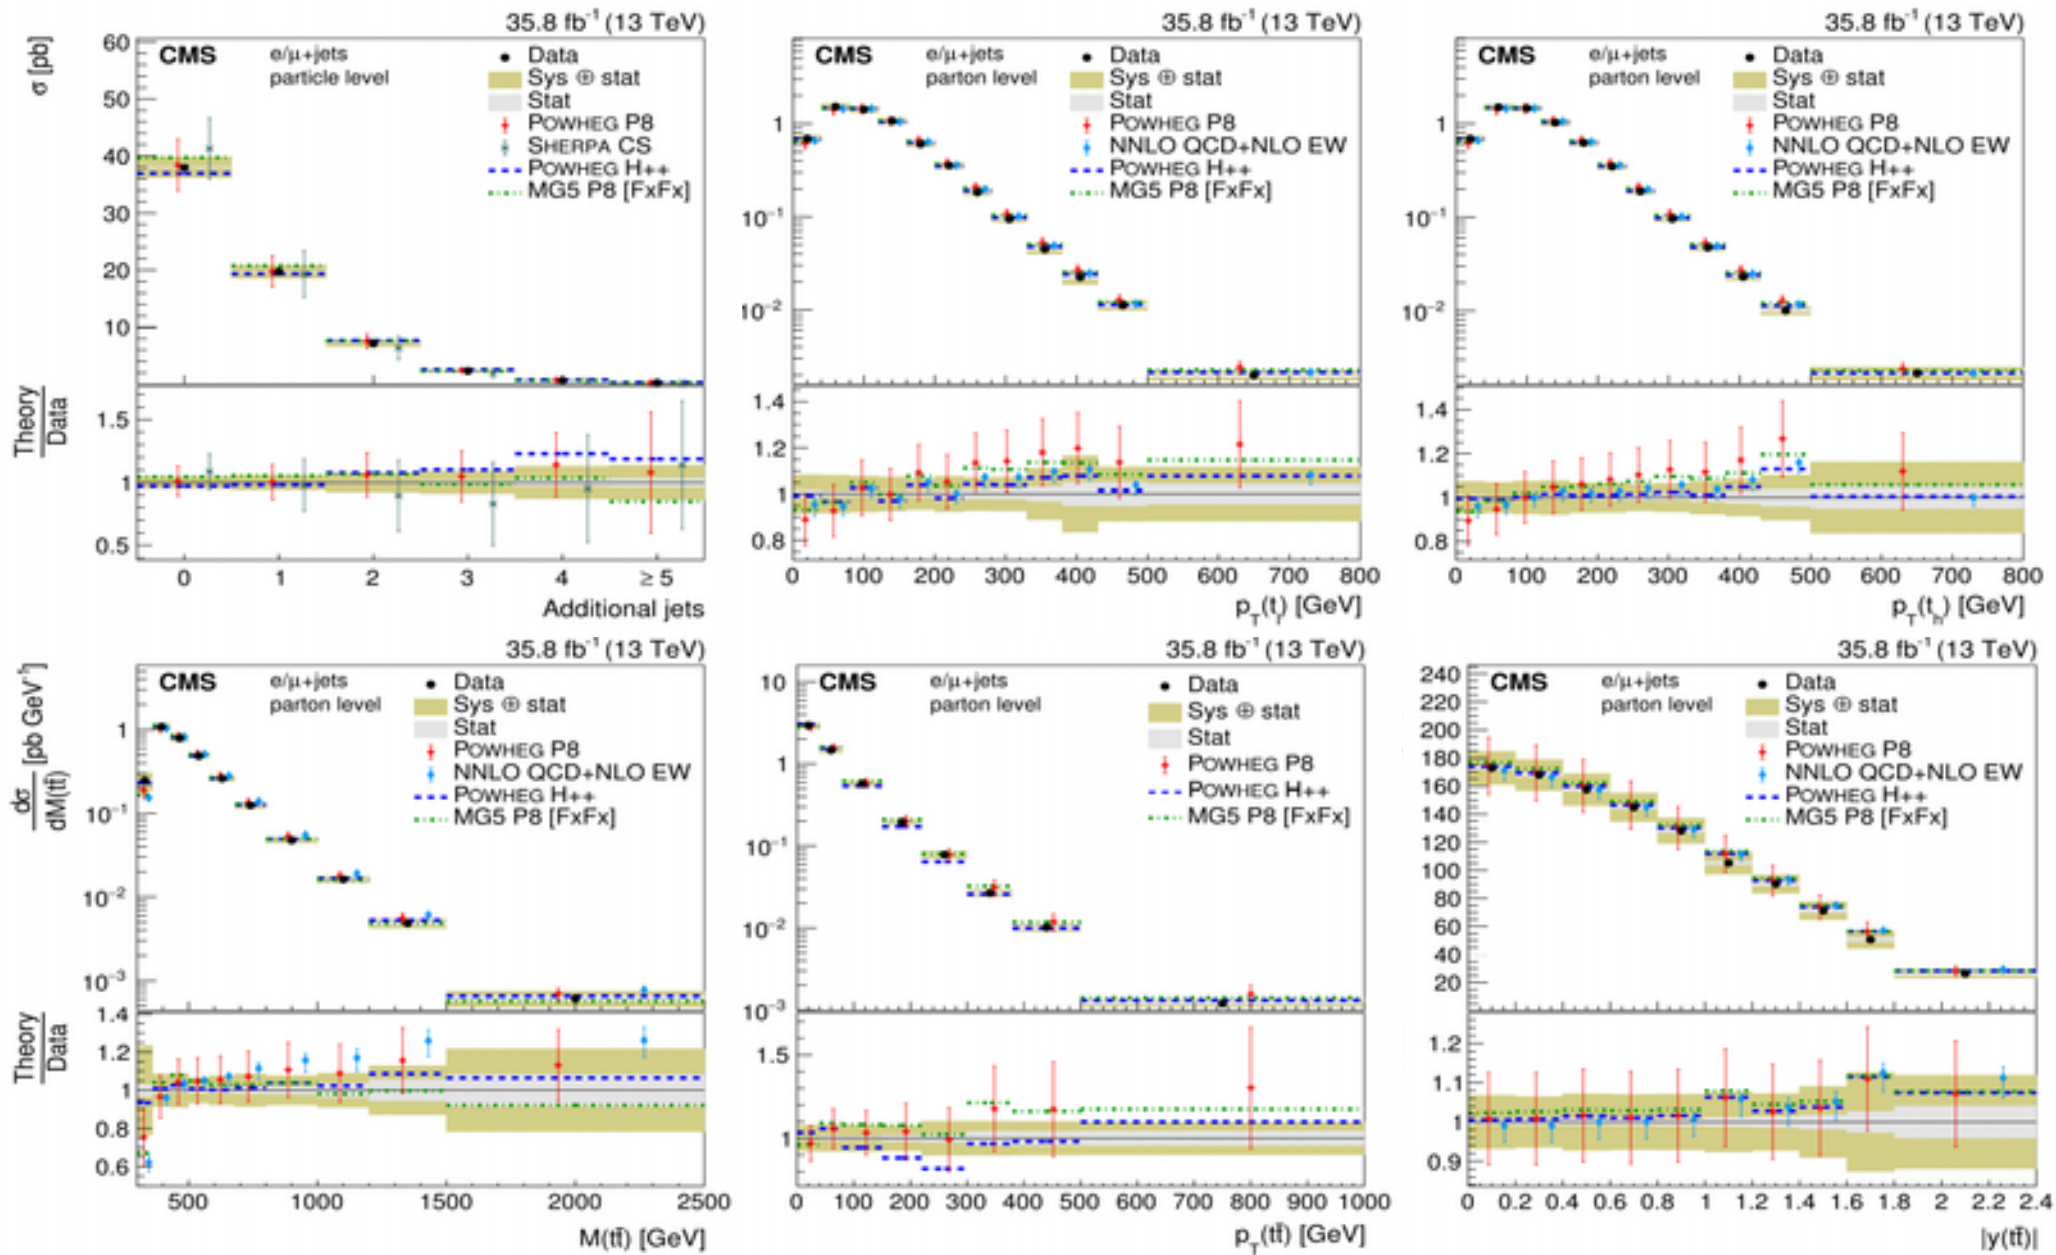 35.8 fb⁻¹ (13 TeV)
σ [pb]
60
50
40
30
20
10
CMS
e/μ+jets
particle level
Data
Sys ⊕ stat
Stat
POWHEG P8
SHERPA CS
POWHEG H++
MG5 P8 [FxFx]
Theory
Data
1.5
1
0.5
0 1 2 3 4 ≥ 5
Additional jets
35.8 fb⁻¹ (13 TeV)
1
10⁻¹
10⁻²
CMS
e/μ+jets
parton level
Data
Sys ⊕ stat
Stat
POWHEG P8
NNLO QCD+NLO EW
POWHEG H++
MG5 P8 [FxFx]
1.4
1.2
1
0.8
0 100 200 300 400 500 600 700 800
p_T(t_l) [GeV]
35.8 fb⁻¹ (13 TeV)
1
10⁻¹
10⁻²
CMS
e/μ+jets
parton level
Data
Sys ⊕ stat
Stat
POWHEG P8
NNLO QCD+NLO EW
POWHEG H++
MG5 P8 [FxFx]
1.4
1.2
1
0.8
0 100 200 300 400 500 600 700 800
p_T(t_h) [GeV]
35.8 fb⁻¹ (13 TeV)
dσ
dM(tt̄)
[pb GeV⁻¹]
1
10⁻¹
10⁻²
10⁻³
CMS
e/μ+jets
parton level
Data
Sys ⊕ stat
Stat
POWHEG P8
NNLO QCD+NLO EW
POWHEG H++
MG5 P8 [FxFx]
Theory
Data
1.4
1.2
1
0.8
0.6
500 1000 1500 2000 2500
M(tt̄) [GeV]
35.8 fb⁻¹ (13 TeV)
10
1
10⁻¹
10⁻²
10⁻³
CMS
e/μ+jets
parton level
Data
Sys ⊕ stat
Stat
POWHEG P8
POWHEG H++
MG5 P8 [FxFx]
1.5
1
0 100 200 300 400 500 600 700 800 900 1000
p_T(tt̄) [GeV]
35.8 fb⁻¹ (13 TeV)
240
220
200
180
160
140
120
100
80
60
40
20
CMS
e/μ+jets
parton level
Data
Sys ⊕ stat
Stat
POWHEG P8
NNLO QCD+NLO EW
POWHEG H++
MG5 P8 [FxFx]
1.2
1.1
1
0.9
0 0.2 0.4 0.6 0.8 1 1.2 1.4 1.6 1.8 2 2.2 2.4
|y(tt̄)|